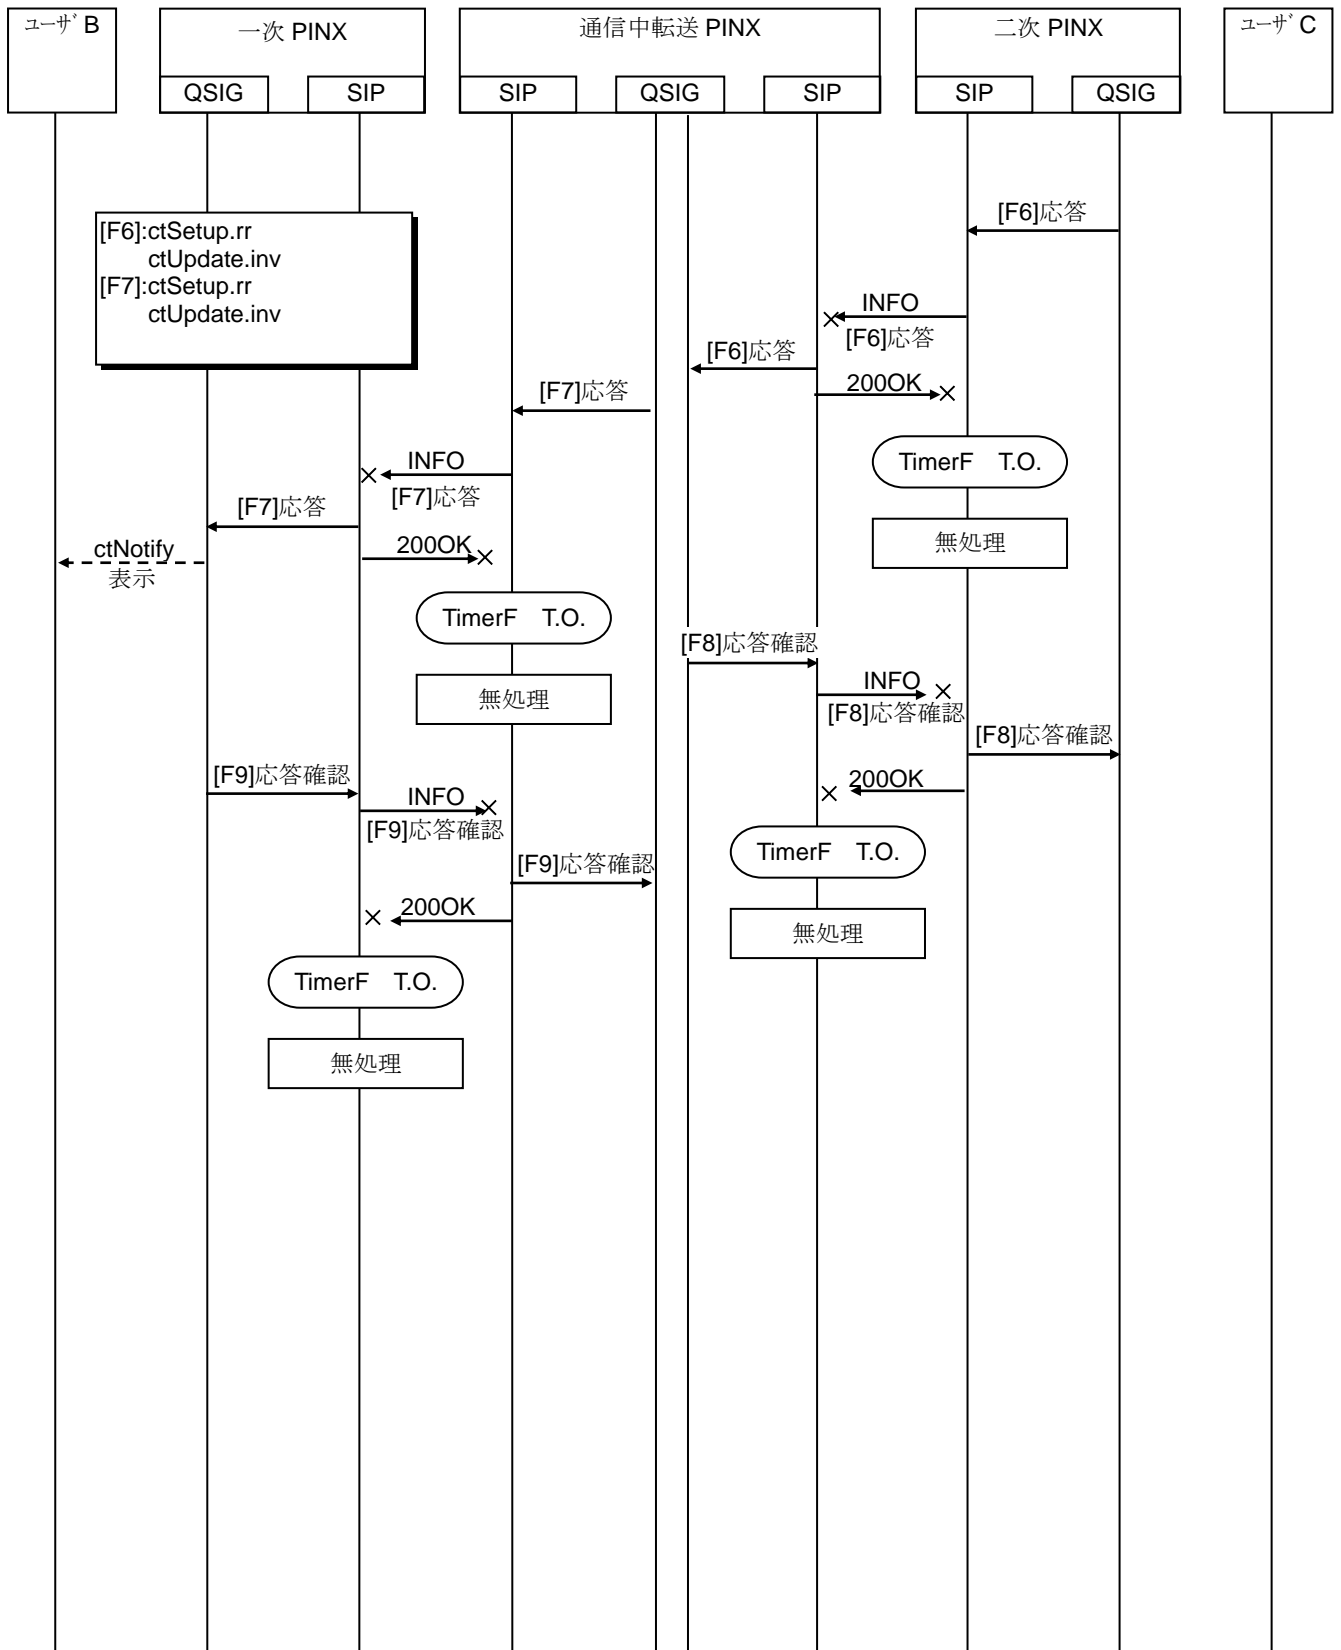 ユーザ B
一次 PINX
通信中転送 PINX
二次 PINX
ユーザ C
QSIG
SIP
SIP
QSIG
SIP
SIP
QSIG
[F6]:ctSetup.rr
ctUpdate.inv
[F7]:ctSetup.rr
ctUpdate.inv
[F6]応答
INFO
[F6]応答
[F6]応答
200OK
[F7]応答
TimerF T.O.
INFO
[F7]応答
[F7]応答
無処理
200OK
ctNotify
表示
TimerF T.O.
[F8]応答確認
無処理
INFO
[F8]応答確認
[F8]応答確認
[F9]応答確認
200OK
INFO
[F9]応答確認
TimerF T.O.
[F9]応答確認
200OK
無処理
TimerF T.O.
無処理